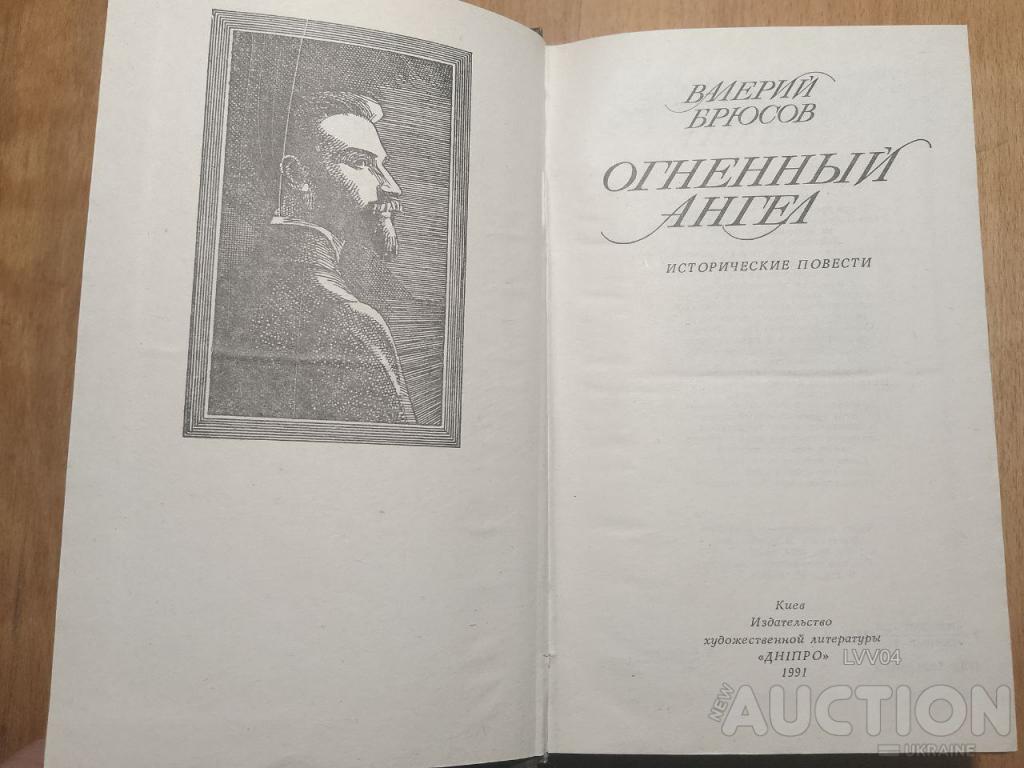 ВАЛЕРИЙ
БРЮСОВ
ОГНЕННЫЙ
АНГЕЛ
ИСТОРИЧЕСКИЕ ПОВЕСТИ
Киев
Издательство
художественной литературы
«ДНІПРО»
1991
LVV04
NEW
AUCTION
UKRAINE